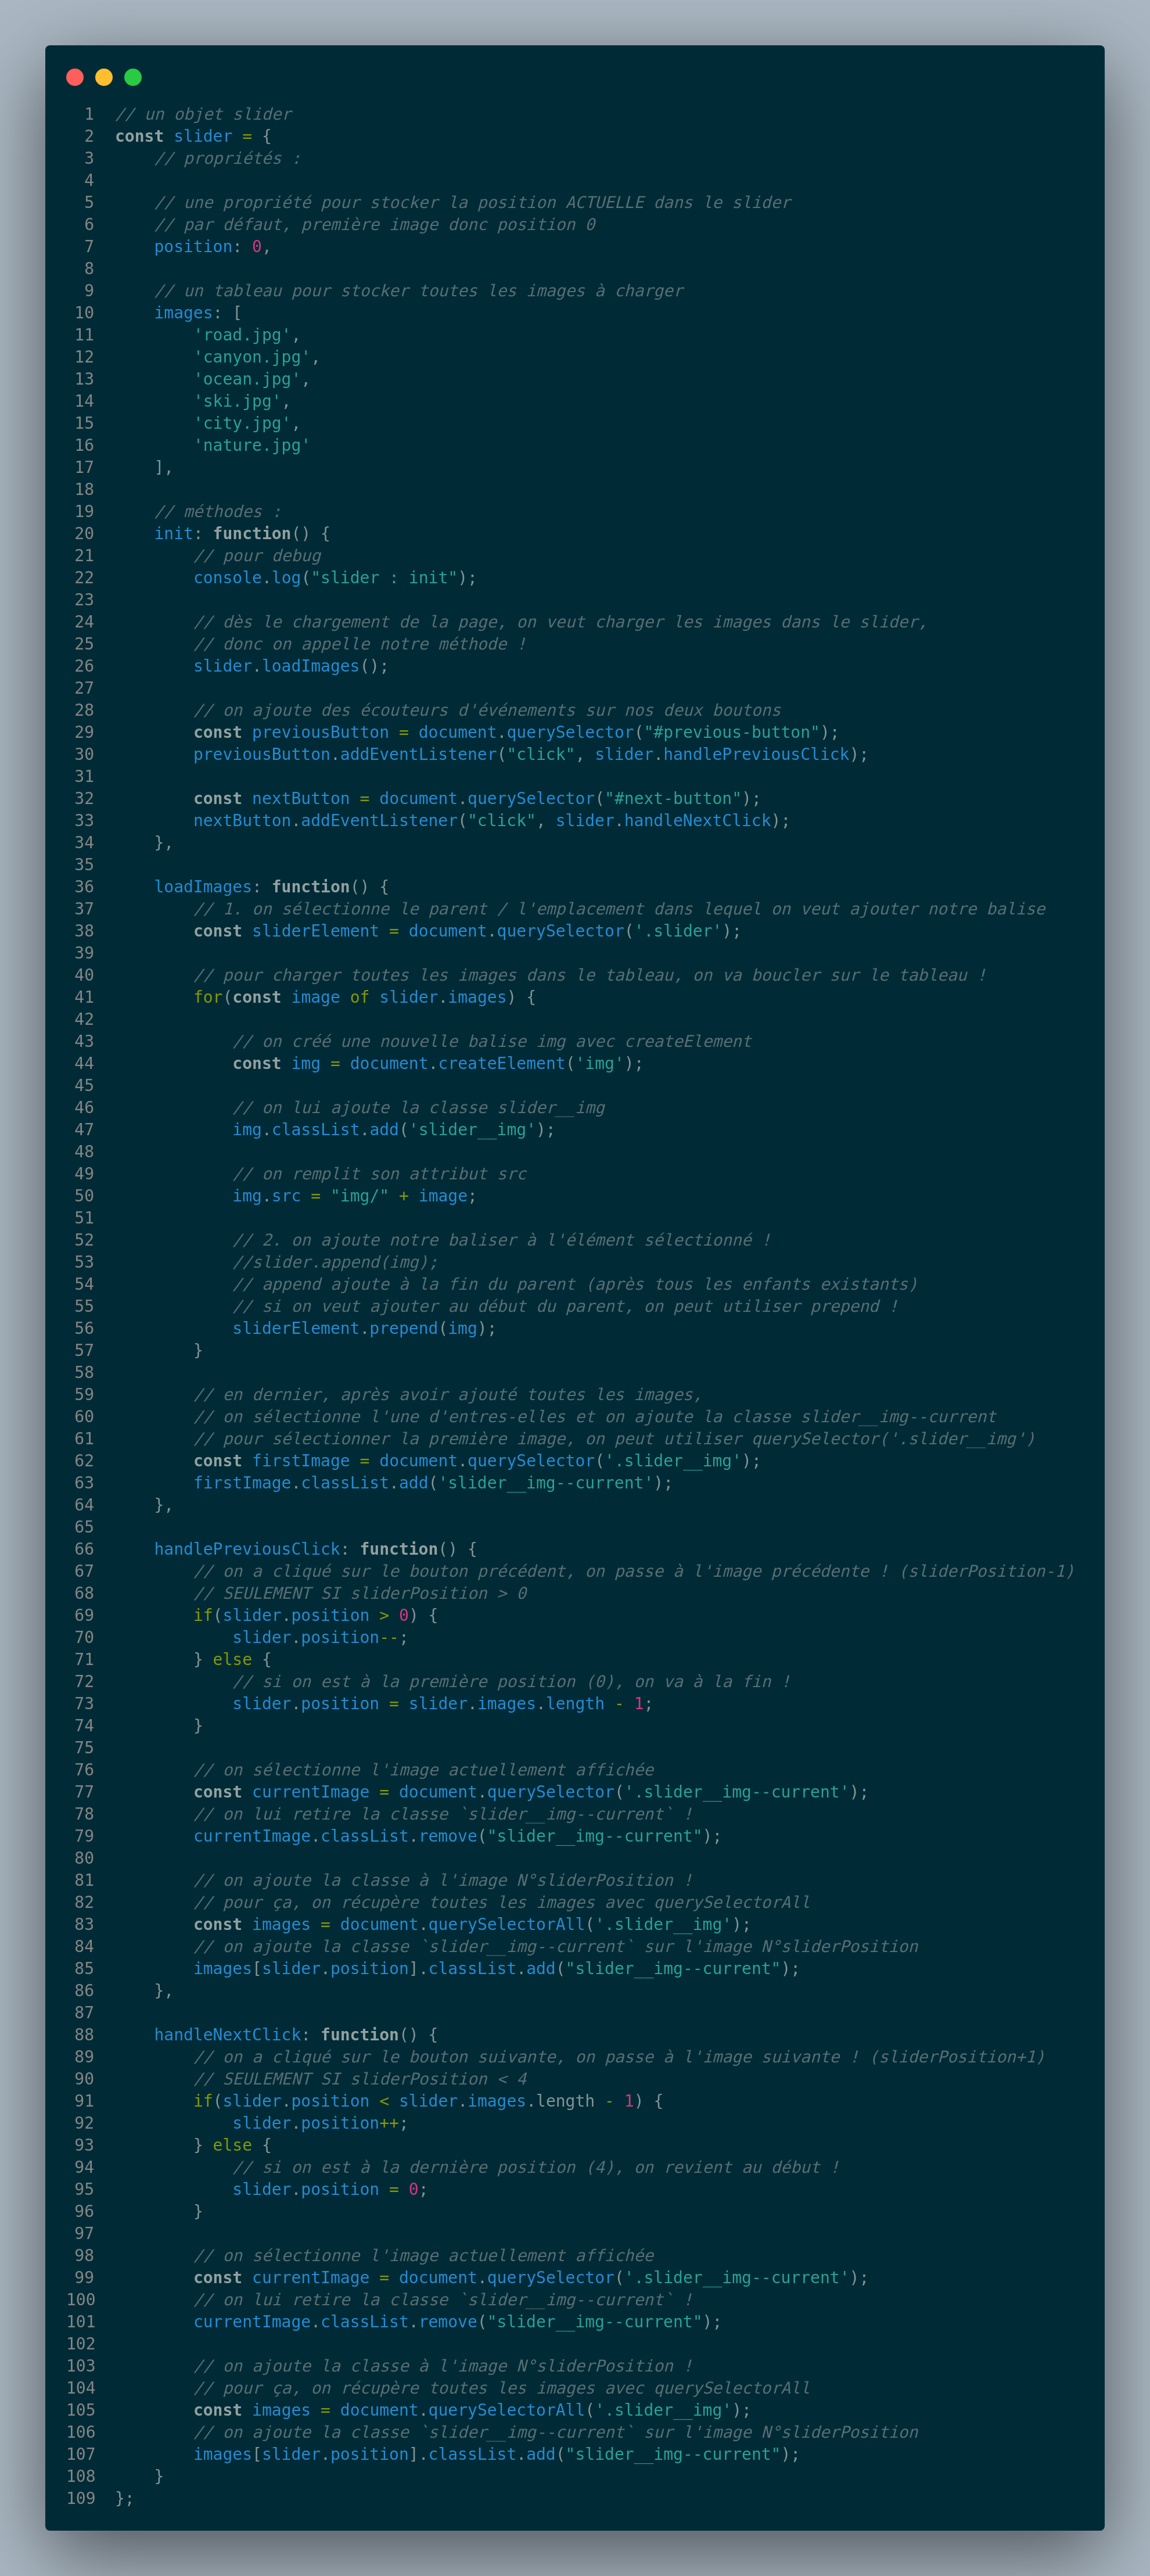 1 // un objet slider
2 const slider = {
3     // propriétés :
4
5     // une propriété pour stocker la position ACTUELLE dans le slider
6     // par défaut, première image donc position 0
7     position: 0,
8
9     // un tableau pour stocker toutes les images à charger
10     images: [
11         'road.jpg',
12         'canyon.jpg',
13         'ocean.jpg',
14         'ski.jpg',
15         'city.jpg',
16         'nature.jpg'
17     ],
18
19     // méthodes :
20     init: function() {
21         // pour debug
22         console.log("slider : init");
23
24         // dès le chargement de la page, on veut charger les images dans le slider,
25         // donc on appelle notre méthode !
26         slider.loadImages();
27
28         // on ajoute des écouteurs d'événements sur nos deux boutons
29         const previousButton = document.querySelector("#previous-button");
30         previousButton.addEventListener("click", slider.handlePreviousClick);
31
32         const nextButton = document.querySelector("#next-button");
33         nextButton.addEventListener("click", slider.handleNextClick);
34     },
35
36     loadImages: function() {
37         // 1. on sélectionne le parent / l'emplacement dans lequel on veut ajouter notre balise
38         const sliderElement = document.querySelector('.slider');
39
40         // pour charger toutes les images dans le tableau, on va boucler sur le tableau !
41         for(const image of slider.images) {
42
43             // on créé une nouvelle balise img avec createElement
44             const img = document.createElement('img');
45
46             // on lui ajoute la classe slider__img
47             img.classList.add('slider__img');
48
49             // on remplit son attribut src
50             img.src = "img/" + image;
51
52             // 2. on ajoute notre baliser à l'élément sélectionné !
53             //slider.append(img);
54             // append ajoute à la fin du parent (après tous les enfants existants)
55             // si on veut ajouter au début du parent, on peut utiliser prepend !
56             sliderElement.prepend(img);
57         }
58
59         // en dernier, après avoir ajouté toutes les images,
60         // on sélectionne l'une d'entres-elles et on ajoute la classe slider__img--current
61         // pour sélectionner la première image, on peut utiliser querySelector('.slider__img')
62         const firstImage = document.querySelector('.slider__img');
63         firstImage.classList.add('slider__img--current');
64     },
65
66     handlePreviousClick: function() {
67         // on a cliqué sur le bouton précédent, on passe à l'image précédente ! (sliderPosition-1)
68         // SEULEMENT SI sliderPosition > 0
69         if(slider.position > 0) {
70             slider.position--;
71         } else {
72             // si on est à la première position (0), on va à la fin !
73             slider.position = slider.images.length - 1;
74         }
75
76         // on sélectionne l'image actuellement affichée
77         const currentImage = document.querySelector('.slider__img--current');
78         // on lui retire la classe `slider__img--current` !
79         currentImage.classList.remove("slider__img--current");
80
81         // on ajoute la classe à l'image N°sliderPosition !
82         // pour ça, on récupère toutes les images avec querySelectorAll
83         const images = document.querySelectorAll('.slider__img');
84         // on ajoute la classe `slider__img--current` sur l'image N°sliderPosition
85         images[slider.position].classList.add("slider__img--current");
86     },
87
88     handleNextClick: function() {
89         // on a cliqué sur le bouton suivante, on passe à l'image suivante ! (sliderPosition+1)
90         // SEULEMENT SI sliderPosition < 4
91         if(slider.position < slider.images.length - 1) {
92             slider.position++;
93         } else {
94             // si on est à la dernière position (4), on revient au début !
95             slider.position = 0;
96         }
97
98         // on sélectionne l'image actuellement affichée
99         const currentImage = document.querySelector('.slider__img--current');
100         // on lui retire la classe `slider__img--current` !
101         currentImage.classList.remove("slider__img--current");
102
103         // on ajoute la classe à l'image N°sliderPosition !
104         // pour ça, on récupère toutes les images avec querySelectorAll
105         const images = document.querySelectorAll('.slider__img');
106         // on ajoute la classe `slider__img--current` sur l'image N°sliderPosition
107         images[slider.position].classList.add("slider__img--current");
108     }
109 };